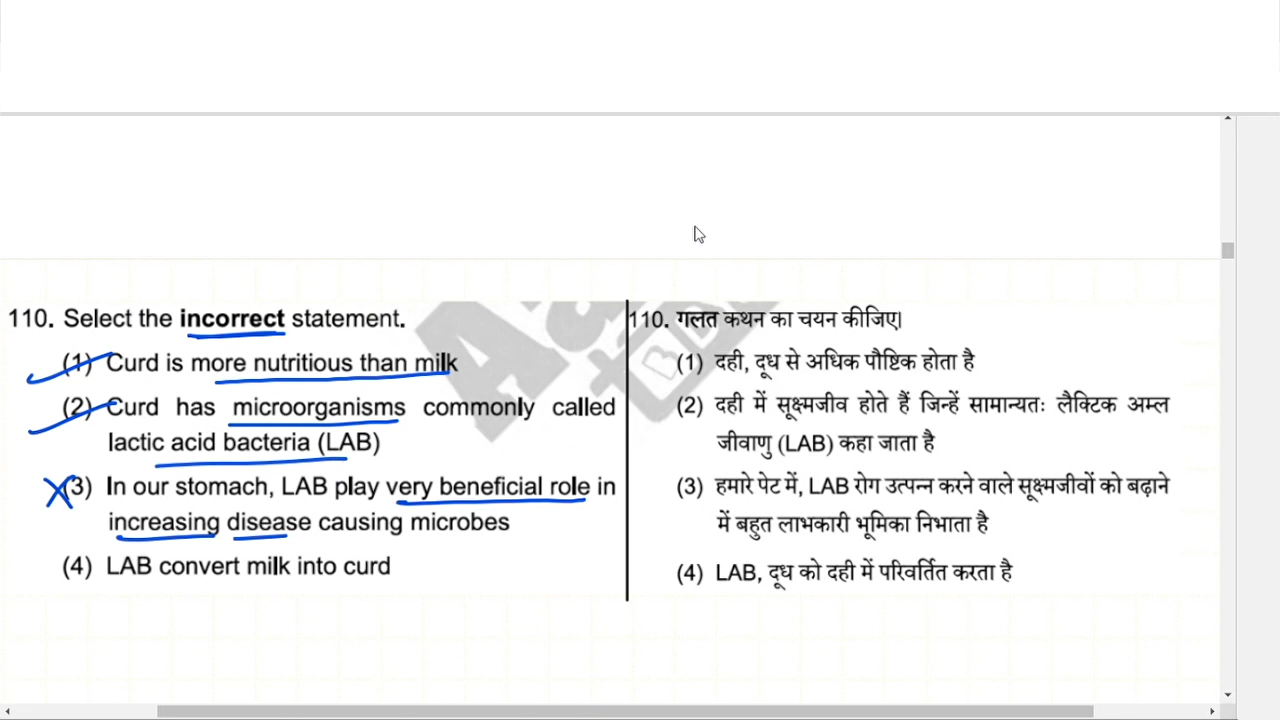 110. Select the incorrect statement.
(1) Curd is more nutritious than milk
(2) Curd has microorganisms commonly called
lactic acid bacteria (LAB)
(3) In our stomach, LAB play very beneficial role in
increasing disease causing microbes
(4) LAB convert milk into curd
110. गलत कथन का चयन कीजिए।
(1) दही, दूध से अधिक पौष्टिक होता है
(2) दही में सूक्ष्मजीव होते हैं जिन्हें सामान्यतः लैक्टिक अम्ल
जीवाणु (LAB) कहा जाता है
(3) हमारे पेट में, LAB रोग उत्पन्न करने वाले सूक्ष्मजीवों को बढ़ाने
में बहुत लाभकारी भूमिका निभाता है
(4) LAB, दूध को दही में परिवर्तित करता है